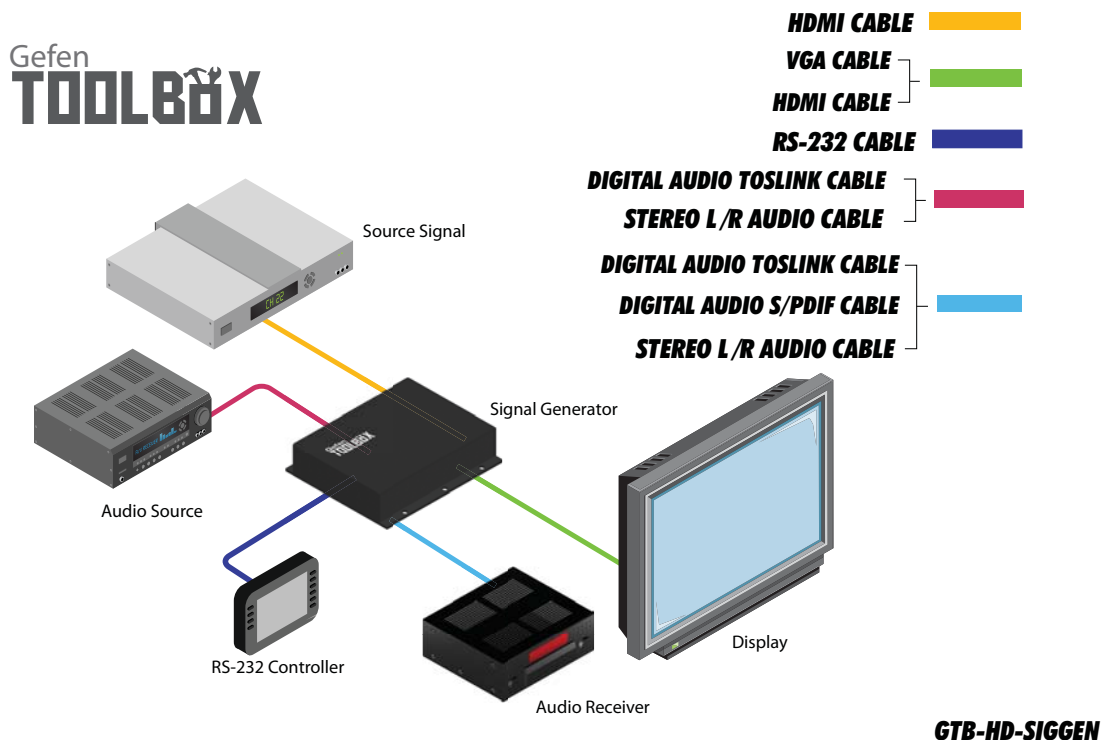 Gefen
TOOLBOX
HDMI CABLE
VGA CABLE
HDMI CABLE
RS-232 CABLE
DIGITAL AUDIO TOSLINK CABLE
STEREO L/R AUDIO CABLE
DIGITAL AUDIO TOSLINK CABLE
DIGITAL AUDIO S/PDIF CABLE
STEREO L/R AUDIO CABLE
Source Signal
CH 22
Signal Generator
Gefen
TOOLBOX
Audio Source
RS-232 Controller
Display
Audio Receiver
GTB-HD-SIGGEN